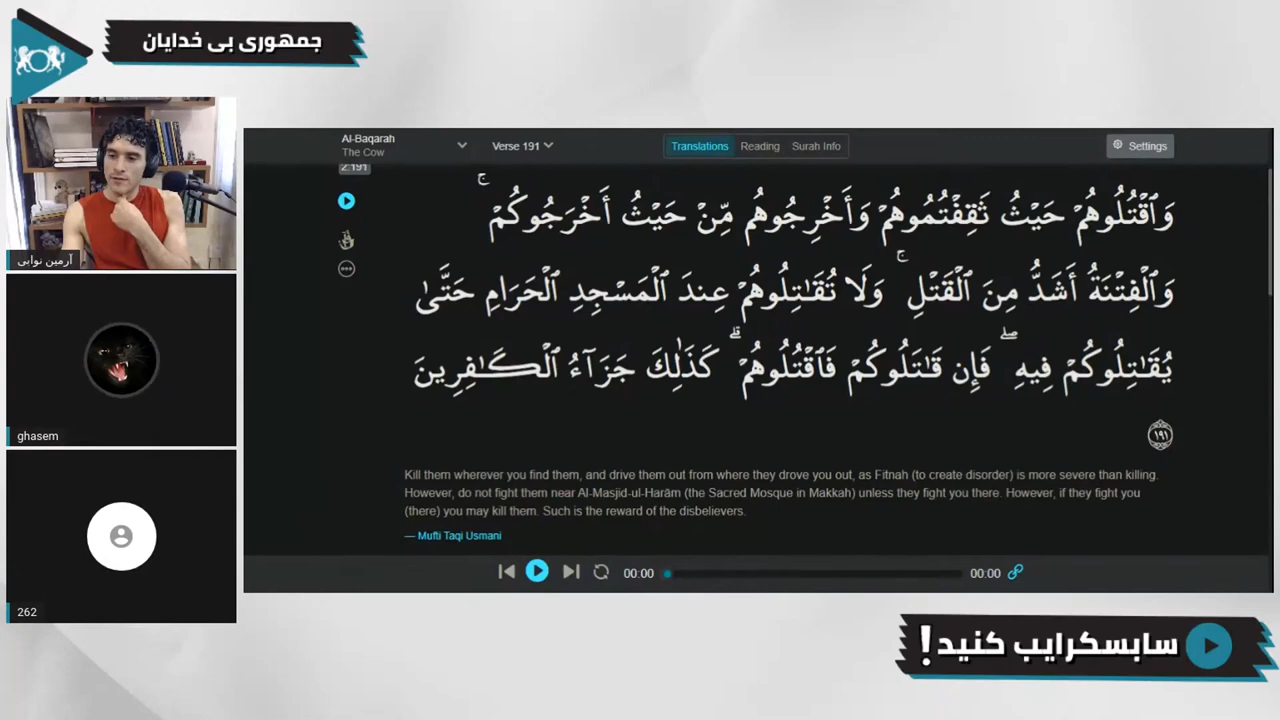 جمهوری بی خدایان
Al-Baqarah
The Cow
Verse 191
Translations
Reading
Surah Info
Settings
2:191
وَٱقْتُلُوهُمْ حَيْثُ ثَقِفْتُمُوهُمْ وَأَخْرِجُوهُم مِّنْ حَيْثُ أَخْرَجُوكُمْ ۚ
وَٱلْفِتْنَةُ أَشَدُّ مِنَ ٱلْقَتْلِ ۚ وَلَا تُقَـٰتِلُوهُمْ عِندَ ٱلْمَسْجِدِ ٱلْحَرَامِ حَتَّىٰ
يُقَـٰتِلُوكُمْ فِيهِ ۖ فَإِن قَـٰتَلُوكُمْ فَٱقْتُلُوهُمْ ۗ كَذَٰلِكَ جَزَآءُ ٱلْكَـٰفِرِينَ
١٩١
Kill them wherever you find them, and drive them out from where they drove you out, as Fitnah (to create disorder) is more severe than killing.
However, do not fight them near Al-Masjid-ul-Harām (the Sacred Mosque in Makkah) unless they fight you there. However, if they fight you
(there) you may kill them. Such is the reward of the disbelievers.
— Mufti Taqi Usmani
00:00
00:00
آرمین نوابی
ghasem
262
سابسکرایب کنید!